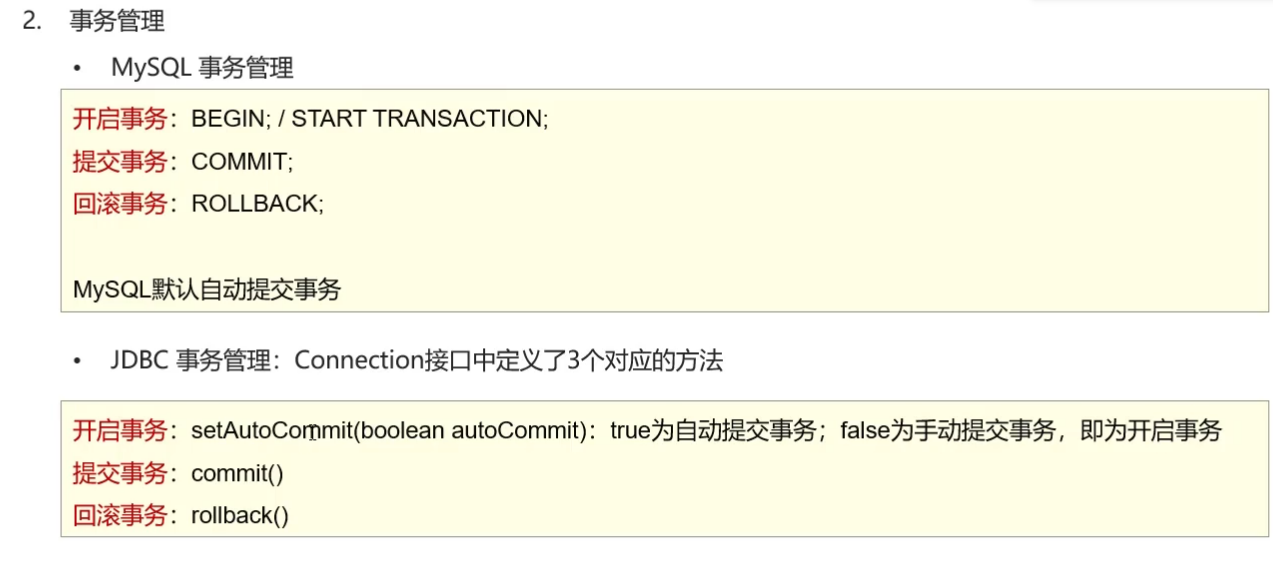 2. 事务管理
• MySQL 事务管理
开启事务：BEGIN; / START TRANSACTION;
提交事务：COMMIT;
回滚事务：ROLLBACK;
MySQL默认自动提交事务
• JDBC 事务管理：Connection接口中定义了3个对应的方法
开启事务：setAutoCommit(boolean autoCommit)：true为自动提交事务；false为手动提交事务，即为开启事务
提交事务：commit()
回滚事务：rollback()